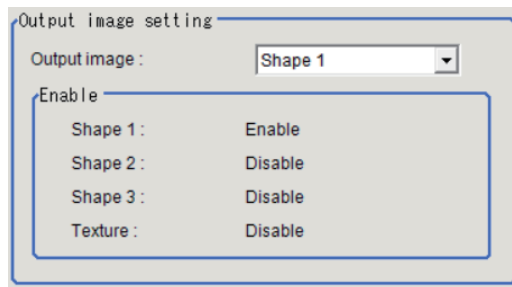 Output image setting
Output image : Shape 1
Enable
Shape 1 : Enable
Shape 2 : Disable
Shape 3 : Disable
Texture : Disable